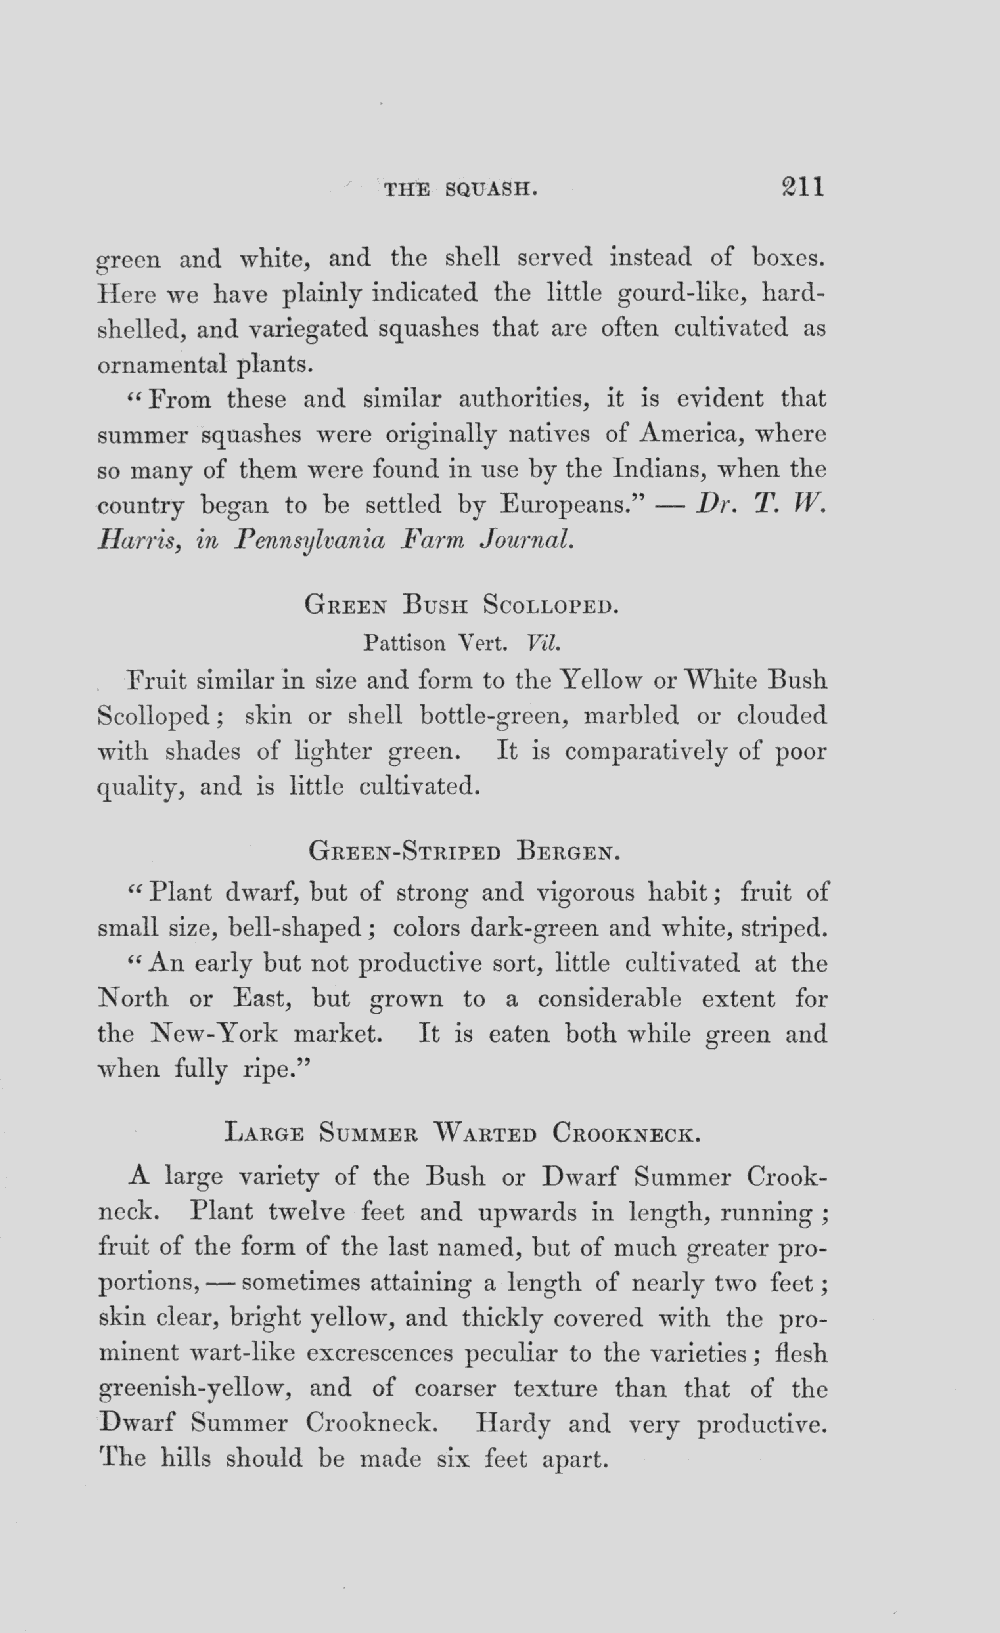 THE SQUASH. 211
green and white, and the shell served instead of boxes.
Here we have plainly indicated the little gourd-like, hard-
shelled, and variegated squashes that are often cultivated as
ornamental plants.
“From these and similar authorities, it is evident that
summer squashes were originally natives of America, where
so many of them were found in use by the Indians, when the
country began to be settled by Europeans.” — Dr. T. W.
Harris, in Pennsylvania Farm Journal.
GREEN BUSH SCOLLOPED.
Pattison Vert. Vil.
Fruit similar in size and form to the Yellow or White Bush
Scolloped; skin or shell bottle-green, marbled or clouded
with shades of lighter green. It is comparatively of poor
quality, and is little cultivated.
GREEN-STRIPED BERGEN.
“Plant dwarf, but of strong and vigorous habit; fruit of
small size, bell-shaped; colors dark-green and white, striped.
“An early but not productive sort, little cultivated at the
North or East, but grown to a considerable extent for
the New-York market. It is eaten both while green and
when fully ripe.”
LARGE SUMMER WARTED CROOKNECK.
A large variety of the Bush or Dwarf Summer Crook-
neck. Plant twelve feet and upwards in length, running;
fruit of the form of the last named, but of much greater pro-
portions, — sometimes attaining a length of nearly two feet;
skin clear, bright yellow, and thickly covered with the pro-
minent wart-like excrescences peculiar to the varieties; flesh
greenish-yellow, and of coarser texture than that of the
Dwarf Summer Crookneck. Hardy and very productive.
The hills should be made six feet apart.